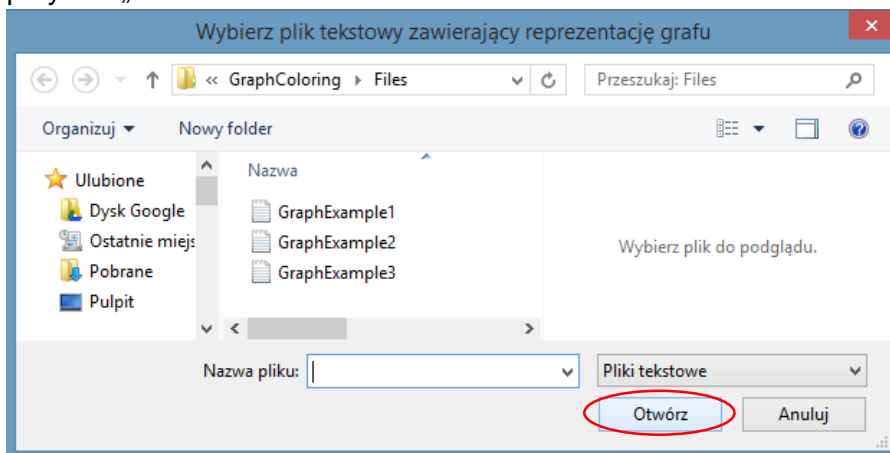 Wybierz plik tekstowy zawierający reprezentację grafu
« GraphColoring Files
Przeszukaj: Files
Organizuj Nowy folder
Ulubione
Dysk Google
Ostatnie miejs
Pobrane
Pulpit
Nazwa
GraphExample1
GraphExample2
GraphExample3
Wybierz plik do podglądu.
Nazwa pliku:
Pliki tekstowe
Otwórz Anuluj